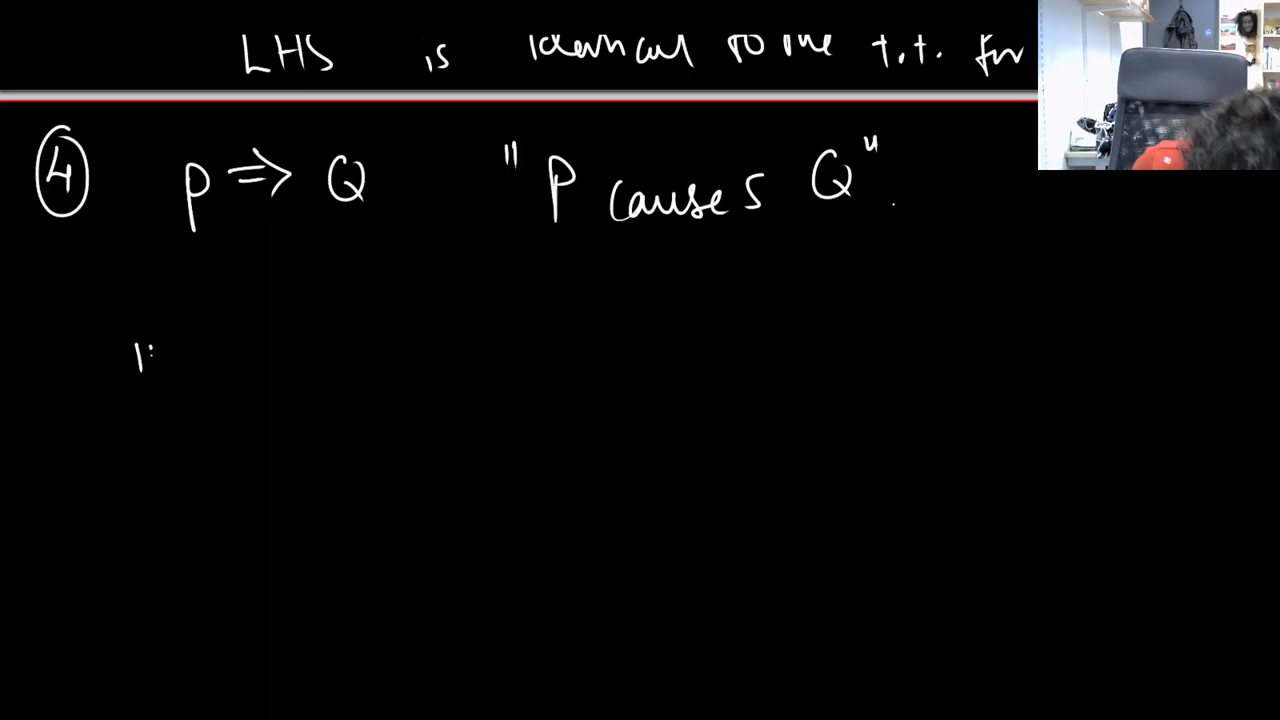 LHS is identical to the t.t. for
④ P => Q "P causes Q".